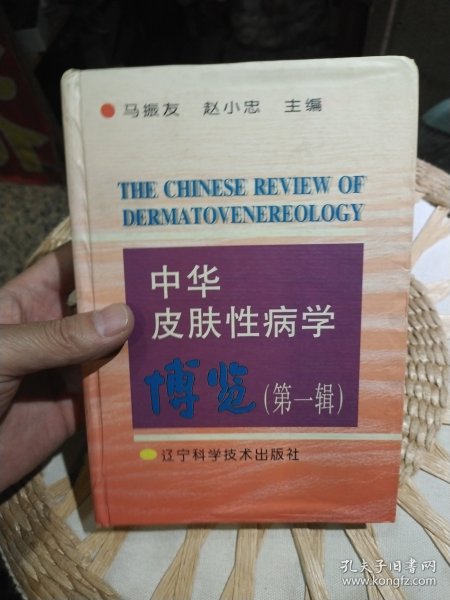 马振友 赵小忠 主编
THE CHINESE REVIEW OF
DERMATOVENEREOLOGY
中华
皮肤性病学
博览(第一辑)
辽宁科学技术出版社
孔夫子旧书网
www.kongfz.com